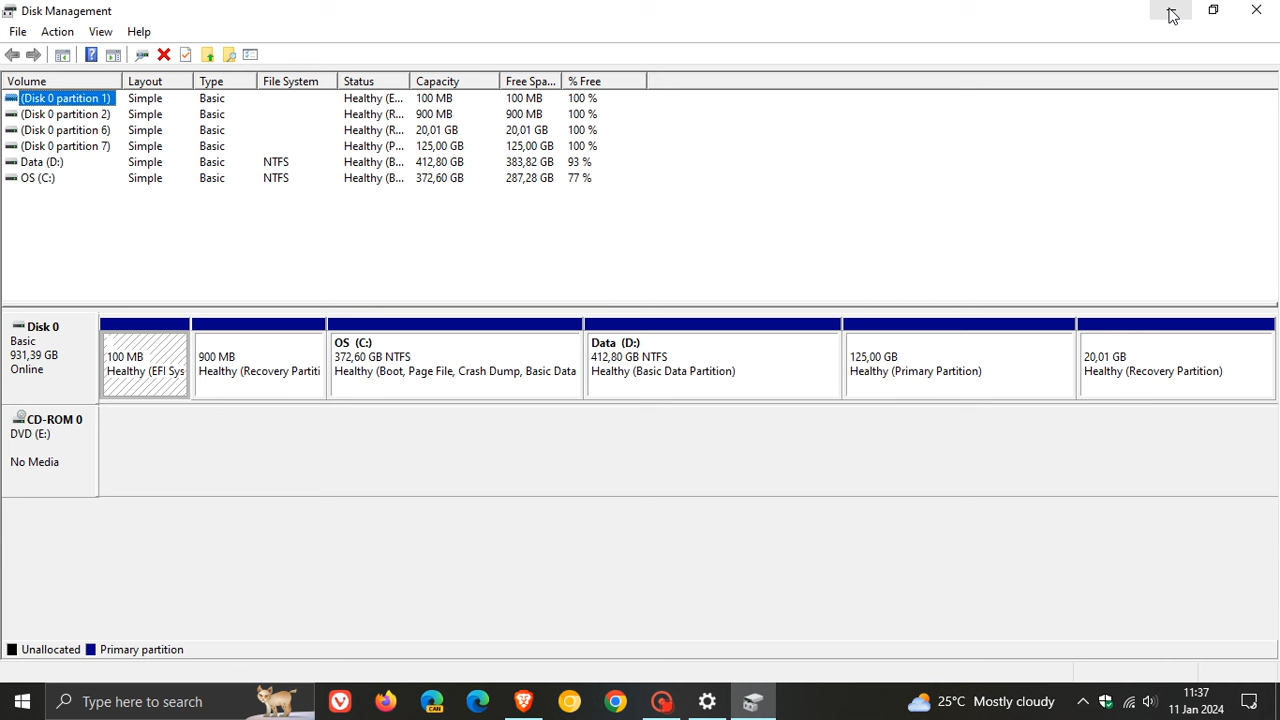 Disk Management
File Action View Help
Volume Layout Type File System Status Capacity Free Spa... % Free
(Disk 0 partition 1) Simple Basic Healthy (E... 100 MB 100 MB 100 %
(Disk 0 partition 2) Simple Basic Healthy (R... 900 MB 900 MB 100 %
(Disk 0 partition 6) Simple Basic Healthy (R... 20,01 GB 20,01 GB 100 %
(Disk 0 partition 7) Simple Basic Healthy (P... 125,00 GB 125,00 GB 100 %
Data (D:) Simple Basic NTFS Healthy (B... 412,80 GB 383,82 GB 93 %
OS (C:) Simple Basic NTFS Healthy (B... 372,60 GB 287,28 GB 77 %
Disk 0
Basic
931,39 GB
Online
100 MB
Healthy (EFI Sys
900 MB
Healthy (Recovery Partiti
OS (C:)
372,60 GB NTFS
Healthy (Boot, Page File, Crash Dump, Basic Data
Data (D:)
412,80 GB NTFS
Healthy (Basic Data Partition)
125,00 GB
Healthy (Primary Partition)
20,01 GB
Healthy (Recovery Partition)
CD-ROM 0
DVD (E:)
No Media
Unallocated Primary partition
Type here to search
CAN
25°C Mostly cloudy
11:37
11 Jan 2024